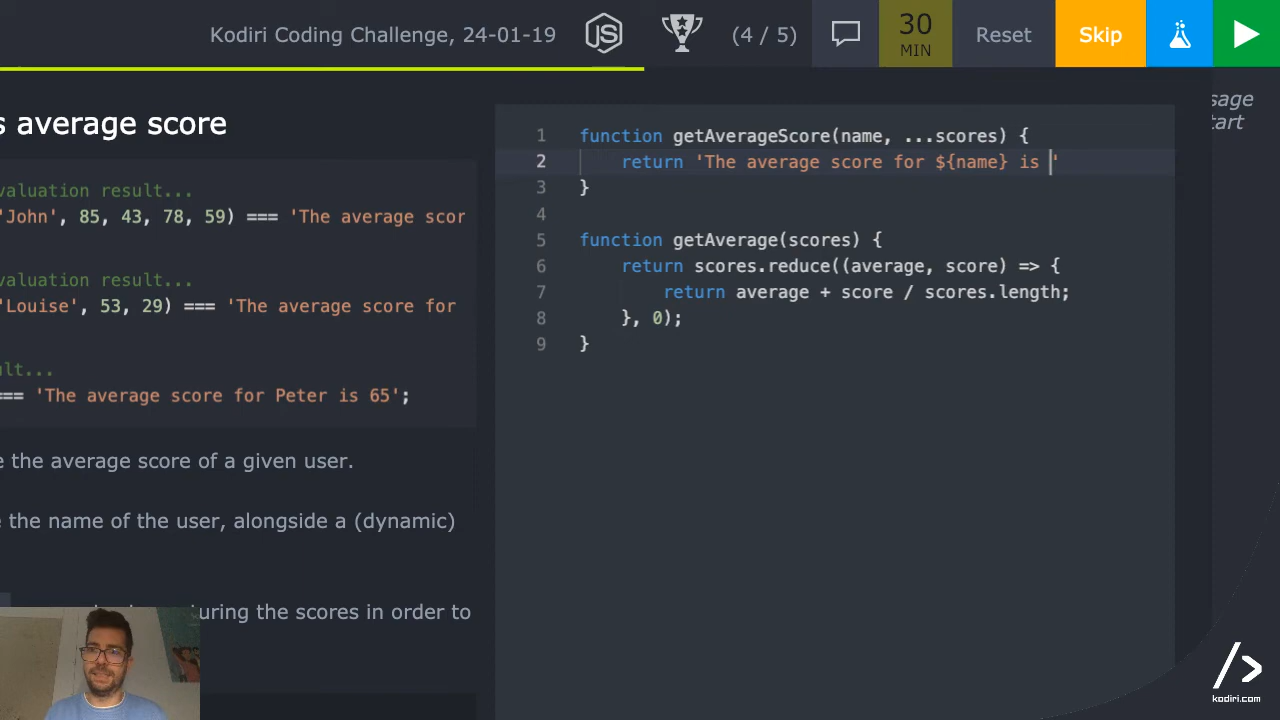 Kodiri Coding Challenge, 24-01-19
JS
(4 / 5)
30
MIN
Reset
Skip
s average score
sage
tart
valuation result...
'John', 85, 43, 78, 59) === 'The average scor
valuation result...
'Louise', 53, 29) === 'The average score for
ult...
=== 'The average score for Peter is 65';
e the average score of a given user.
e the name of the user, alongside a (dynamic)
turing the scores in order to
1 function getAverageScore(name, ...scores) {
2 return 'The average score for ${name} is '
3 }
4
5 function getAverage(scores) {
6 return scores.reduce((average, score) => {
7 return average + score / scores.length;
8 }, 0);
9 }
kodiri.com